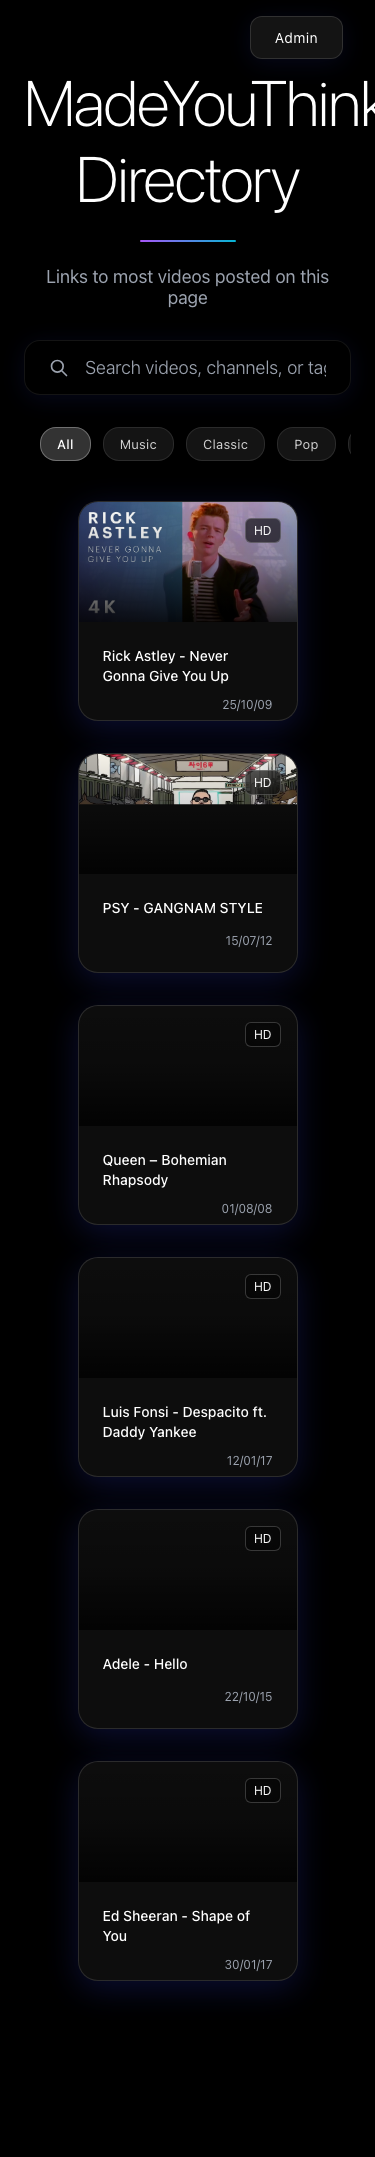 Admin
MadeYouThink
Directory
Links to most videos posted on this
page
Search videos, channels, or tag
All
Music
Classic
Pop
RICK
ASTLEY
NEVER GONNA
GIVE YOU UP
4K
HD
Rick Astley - Never
Gonna Give You Up
25/10/09
HD
PSY - GANGNAM STYLE
15/07/12
HD
Queen – Bohemian
Rhapsody
01/08/08
HD
Luis Fonsi - Despacito ft.
Daddy Yankee
12/01/17
HD
Adele - Hello
22/10/15
HD
Ed Sheeran - Shape of
You
30/01/17